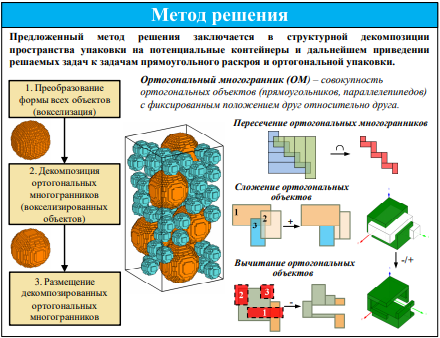 Метод решения
Предложенный метод решения заключается в структурной декомпозиции
пространства упаковки на потенциальные контейнеры и дальнейшем приведении
решаемых задач к задачам прямоугольного раскроя и ортогональной упаковки.
1. Преобразование
формы всех объектов
(вокселизация)
2. Декомпозиция
ортогональных
многогранников
(вокселизированных
объектов)
3. Размещение
декомпозированных
ортогональных
многогранников
Ортогональный многогранник (ОМ) – совокупность
ортогональных объектов (прямоугольников, параллелепипедов)
с фиксированным положением друг относительно друга.
Пересечение ортогональных многогранников
∩
Сложение ортогональных
объектов
1
2
3
+
-/+
Вычитание ортогональных
объектов
2
3
1
-